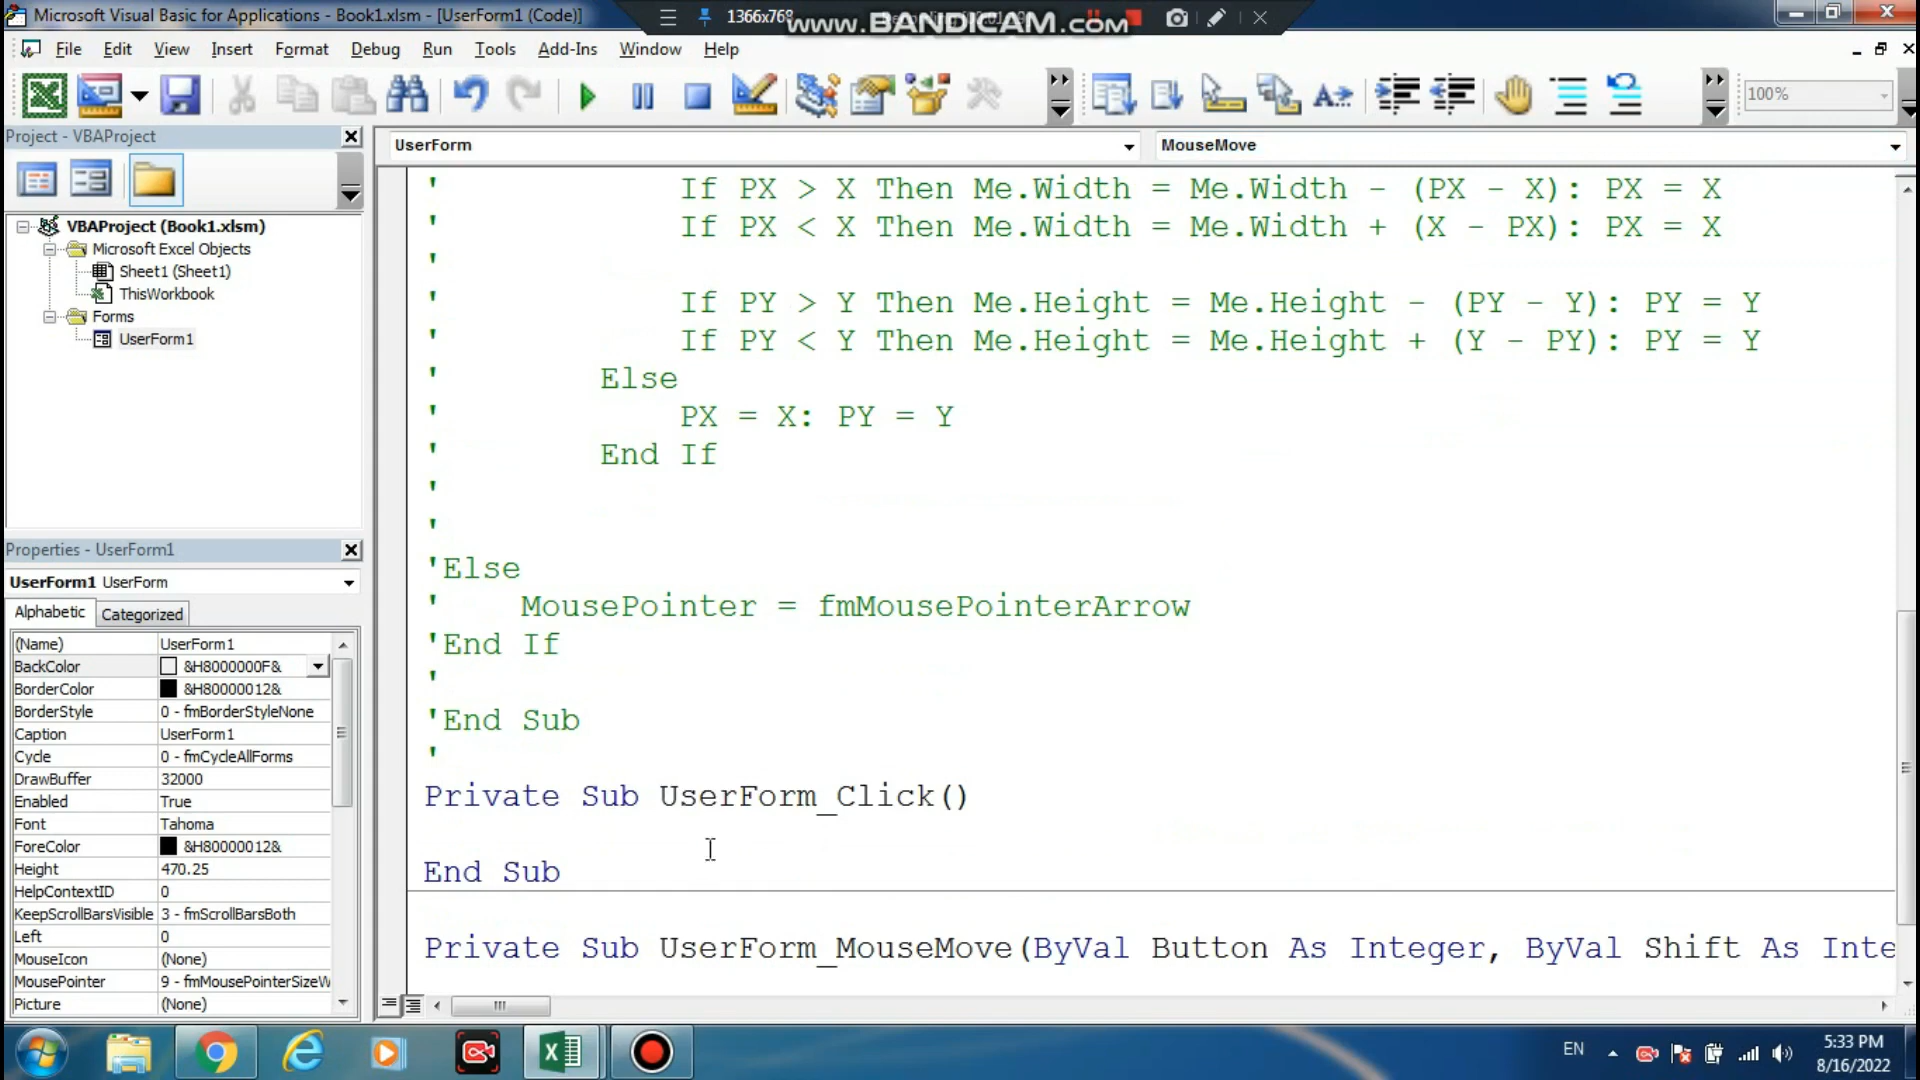 Microsoft Visual Basic for Applications - Book1.xlsm - [UserForm1 (Code)]
1366x768
www.BANDICAM.com
File Edit View Insert Format Debug Run Tools Add-Ins Window Help
100%
Project - VBAProject
UserForm
MouseMove
VBAProject (Book1.xlsm)
Microsoft Excel Objects
Sheet1 (Sheet1)
ThisWorkbook
Forms
UserForm1
Properties - UserForm1
UserForm1 UserForm
Alphabetic Categorized
(Name) UserForm1
BackColor &H8000000F&
BorderColor &H80000012&
BorderStyle 0 - fmBorderStyleNone
Caption UserForm1
Cycle 0 - fmCycleAllForms
DrawBuffer 32000
Enabled True
Font Tahoma
ForeColor &H80000012&
Height 470.25
HelpContextID 0
KeepScrollBarsVisible 3 - fmScrollBarsBoth
Left 0
MouseIcon (None)
MousePointer 9 - fmMousePointerSizeW
Picture (None)
' If PX > X Then Me.Width = Me.Width - (PX - X): PX = X
' If PX < X Then Me.Width = Me.Width + (X - PX): PX = X
'
' If PY > Y Then Me.Height = Me.Height - (PY - Y): PY = Y
' If PY < Y Then Me.Height = Me.Height + (Y - PY): PY = Y
' Else
' PX = X: PY = Y
' End If
'
'
'Else
' MousePointer = fmMousePointerArrow
'End If
'
'End Sub
'
Private Sub UserForm_Click()
End Sub
Private Sub UserForm_MouseMove(ByVal Button As Integer, ByVal Shift As Inte
EN
5:33 PM
8/16/2022